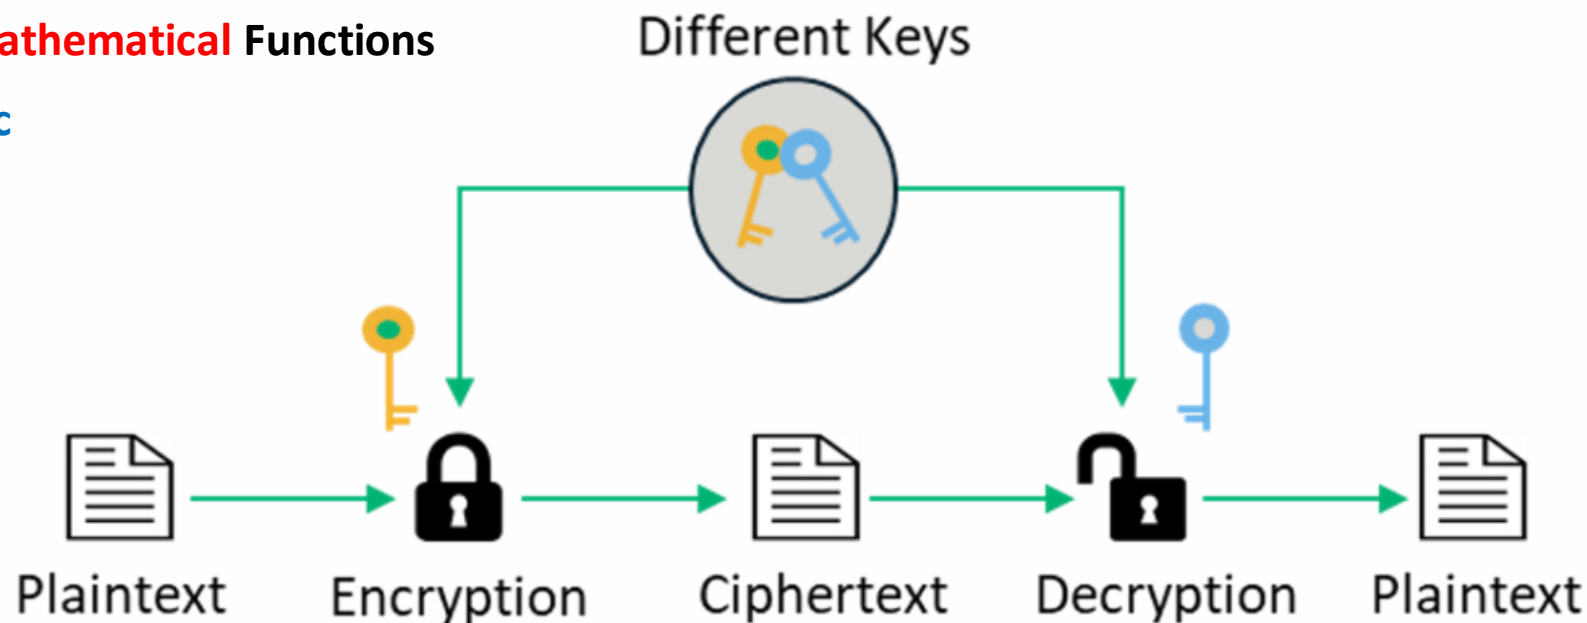 athematical Functions
Different Keys
c
Plaintext
Encryption
Ciphertext
Decryption
Plaintext